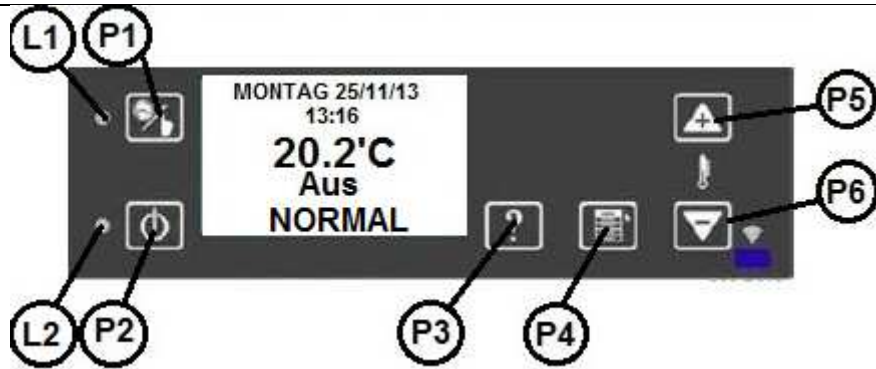 L1
P1
MONTAG 25/11/13
13:16
20.2'C
Aus
NORMAL
P5
P6
?
L2
P2
P3
P4
+
-